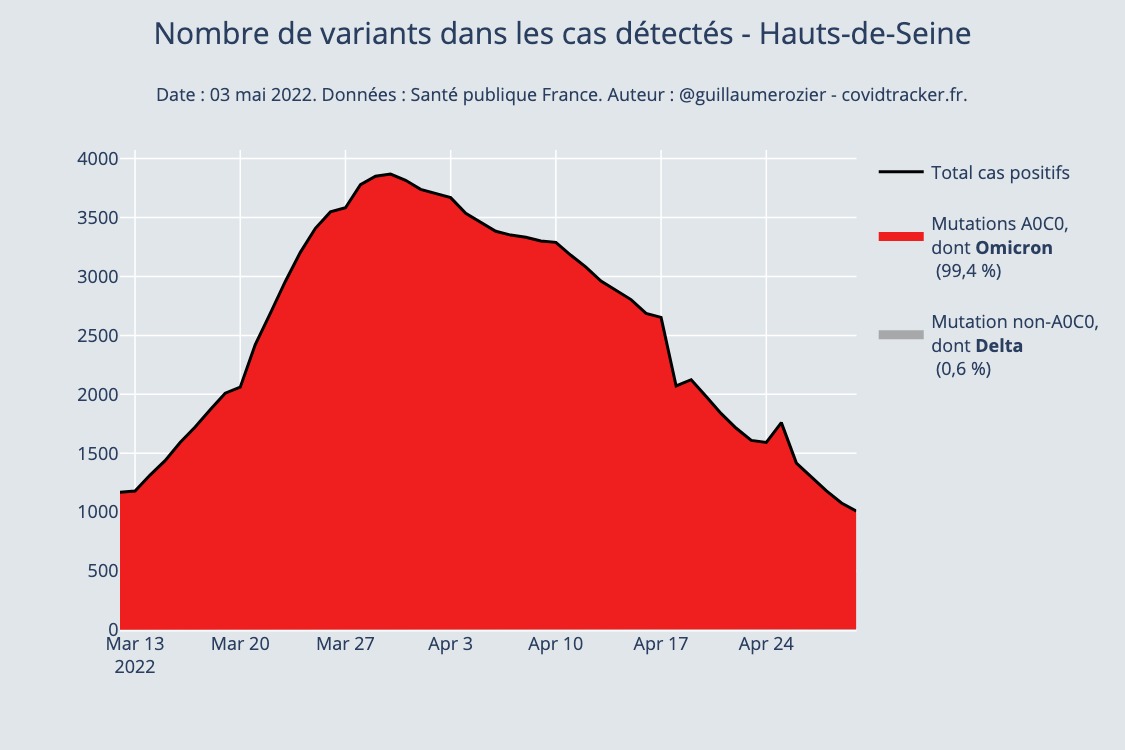 Nombre de variants dans les cas détectés - Hauts-de-Seine
Date : 03 mai 2022. Données : Santé publique France. Auteur : @guillaumerozier - covidtracker.fr.
4000
3500
3000
2500
2000
1500
1000
500
0
Mar 13
2022
Mar 20
Mar 27
Apr 3
Apr 10
Apr 17
Apr 24
Total cas positifs
Mutations A0C0,
dont Omicron
(99,4 %)
Mutation non-A0C0,
dont Delta
(0,6 %)